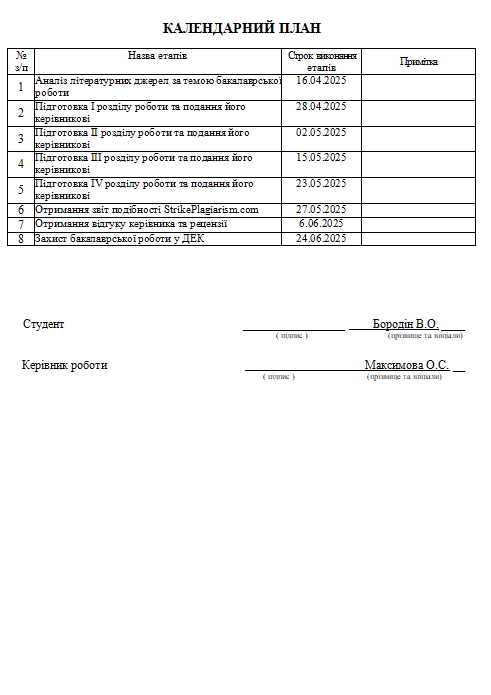 КАЛЕНДАРНИЙ ПЛАН
№ з/п
Назва етапів
Строк виконання етапів
Примітка
1
Аналіз літературних джерел за темою бакалаврської
роботи
16.04.2025
2
Підготовка І розділу роботи та подання його
керівникові
28.04.2025
3
Підготовка ІІ розділу роботи та подання його
керівникові
02.05.2025
4
Підготовка ІІІ розділу роботи та подання його
керівникові
15.05.2025
5
Підготовка IV розділу роботи та подання його
керівникові
23.05.2025
6
Отримання звіт подібності StrikePlagiarism.com
27.05.2025
7
Отримання відгуку керівника та рецензії
6.06.2025
8
Захист бакалаврської роботи у ДЕК
24.06.2025
Студент
Бородін В.О.
( підпис )
(прізвище та ініціали)
Керівник роботи
Максимова О.Є.
( підпис )
(прізвище та ініціали)